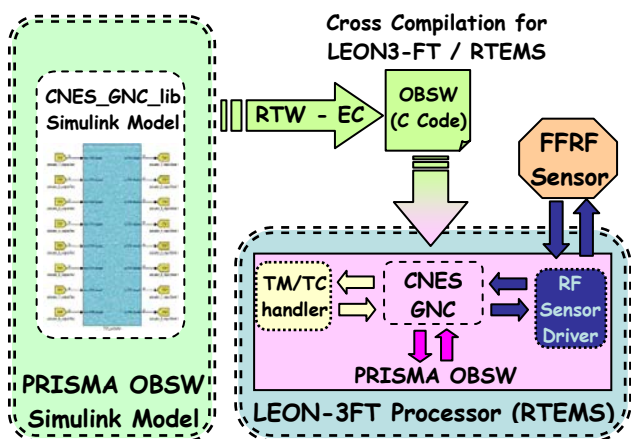 Cross Compilation for
LEON3-FT / RTEMS
CNES_GNC_lib
Simulink Model
RTW - EC
OBSW
(C Code)
FFRF
Sensor
TM/TC
handler
CNES
GNC
RF
Sensor
Driver
PRISMA OBSW
LEON-3FT Processor (RTEMS)
PRISMA OBSW
Simulink Model